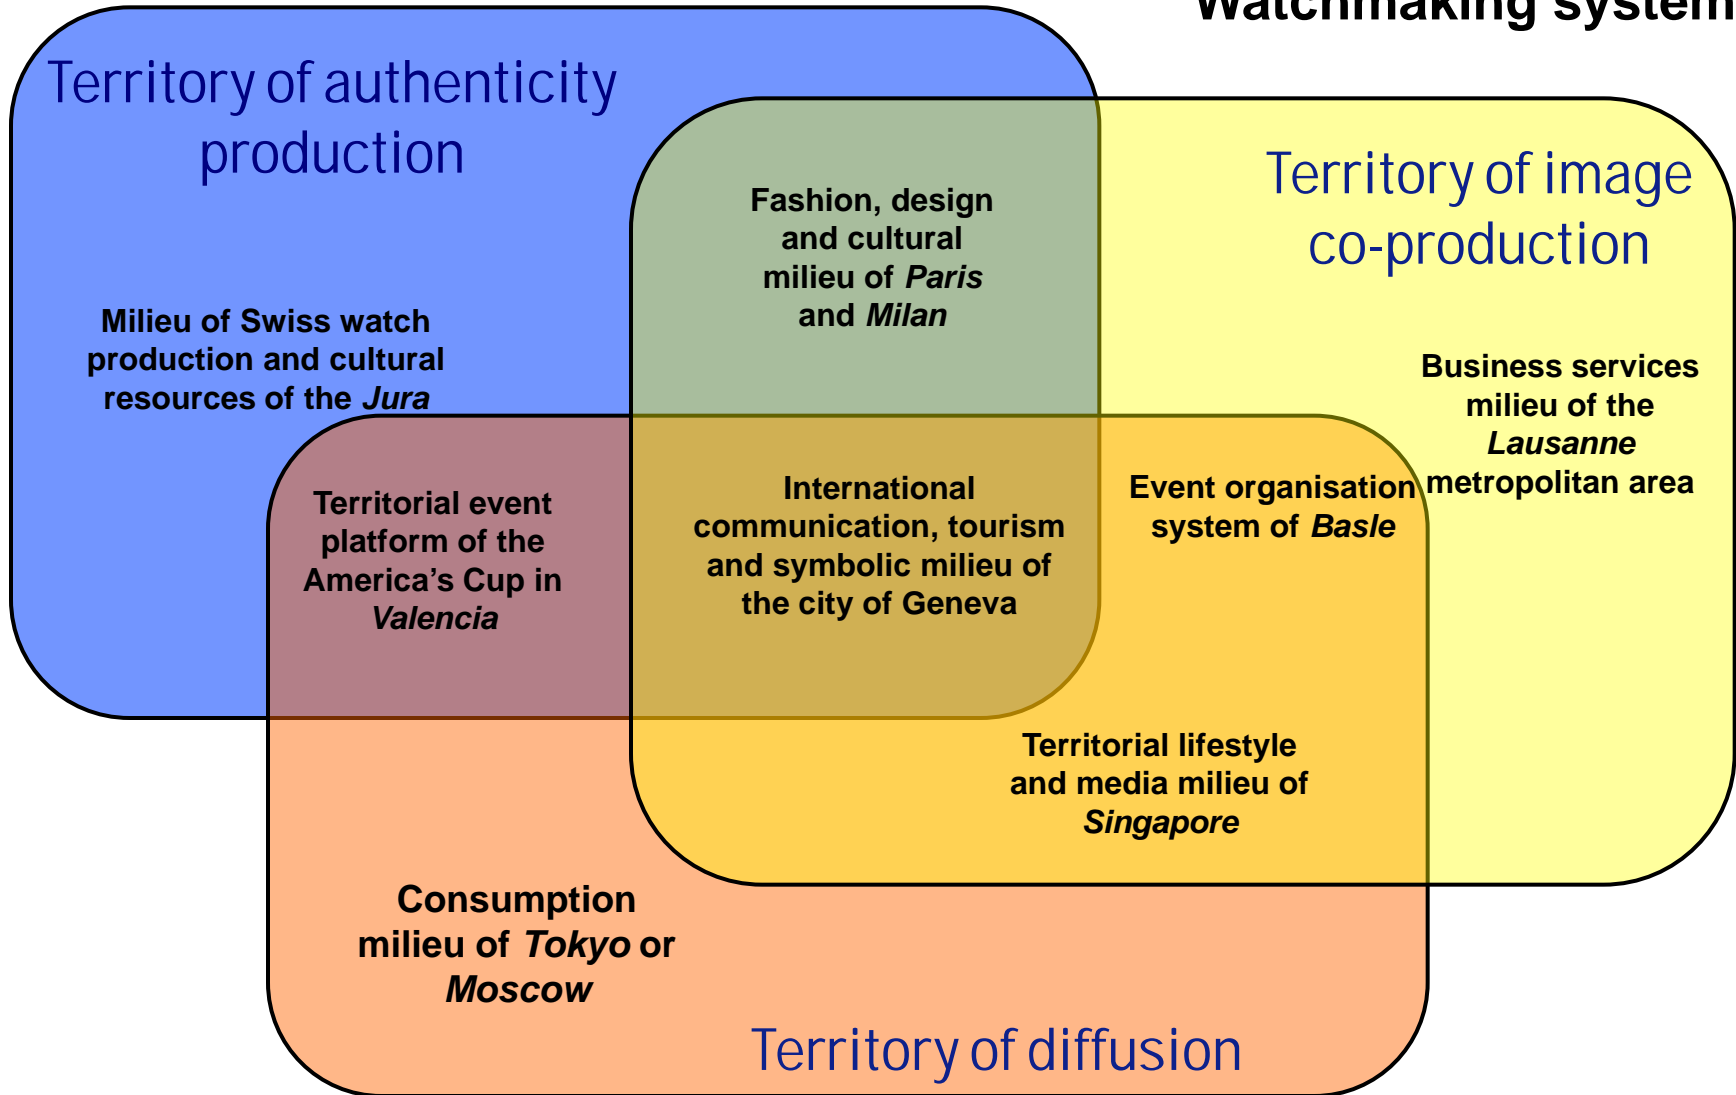 Watchmaking system
Territory of authenticity
production
Territory of image
co-production
Fashion, design
and cultural
milieu of Paris
and Milan
Milieu of Swiss watch
production and cultural
resources of the Jura
Business services
milieu of the
Lausanne
metropolitan area
Territorial event
platform of the
America’s Cup in
Valencia
International
communication, tourism
and symbolic milieu of
the city of Geneva
Event organisation
system of Basle
Territorial lifestyle
and media milieu of
Singapore
Consumption
milieu of Tokyo or
Moscow
Territory of diffusion